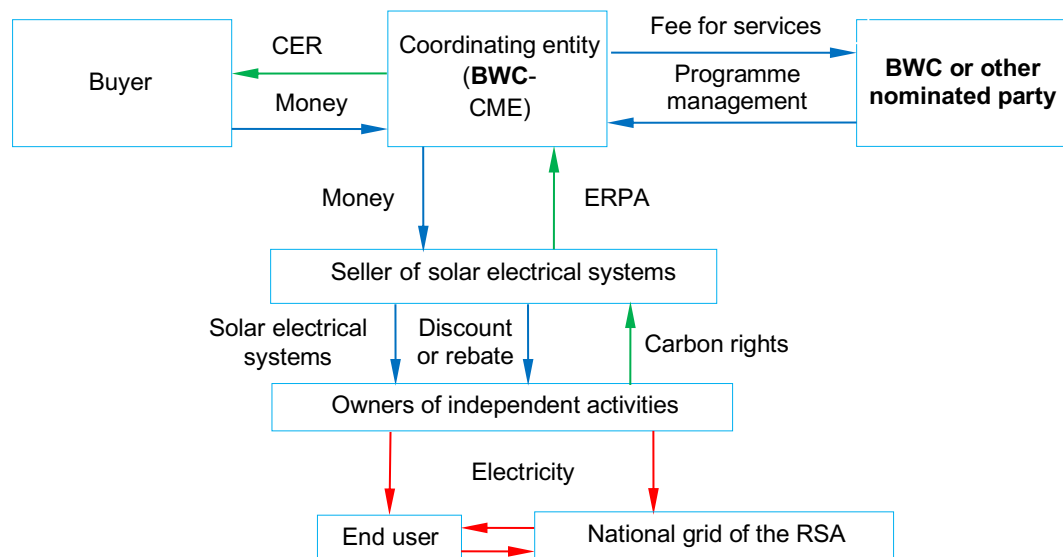 Buyer
CER
Money
Coordinating entity
(BWC-
CME)
Fee for services
Programme
management
BWC or other
nominated party
Money
ERPA
Seller of solar electrical systems
Solar electrical
systems
Discount
or rebate
Carbon rights
Owners of independent activities
Electricity
End user
National grid of the RSA